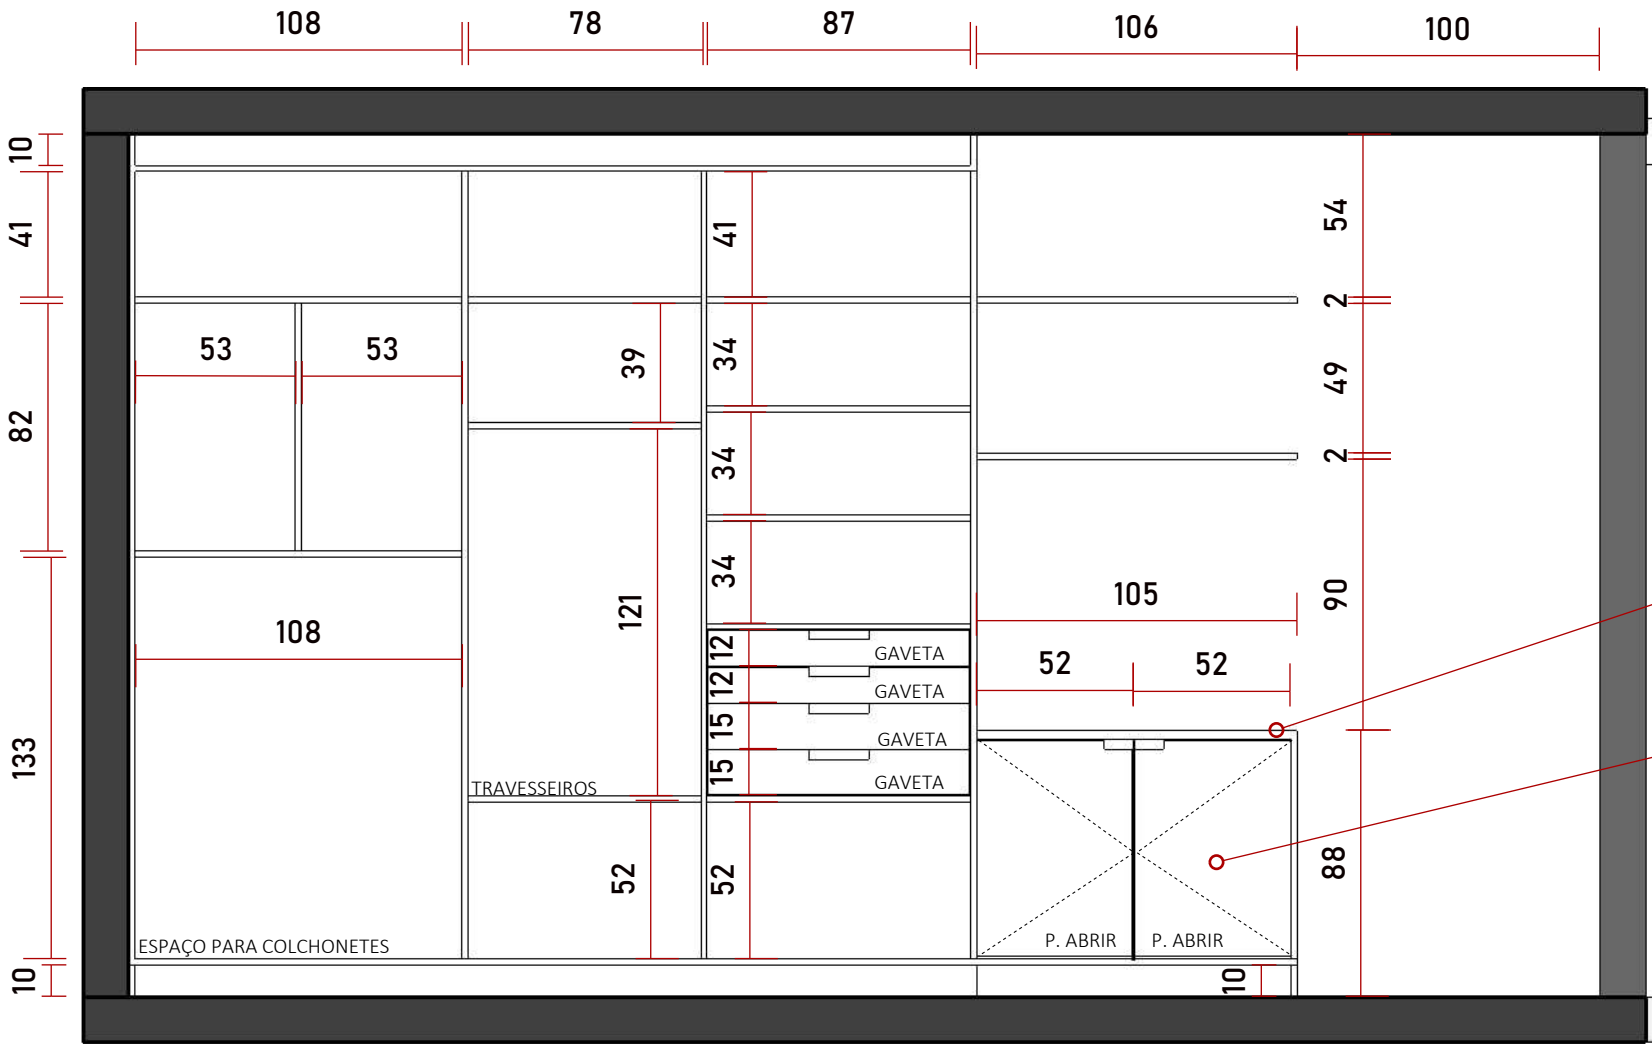 108 78 87 106 100
10
41 41 54
2
53 53 39 34 49
82 34 2
34
121 105 90
108
12 GAVETA 52 52
12 GAVETA
133 15 GAVETA
15 GAVETA
TRAVESSEIROS
52 52 88
ESPAÇO PARA COLCHONETES P. ABRIR P. ABRIR
10 10